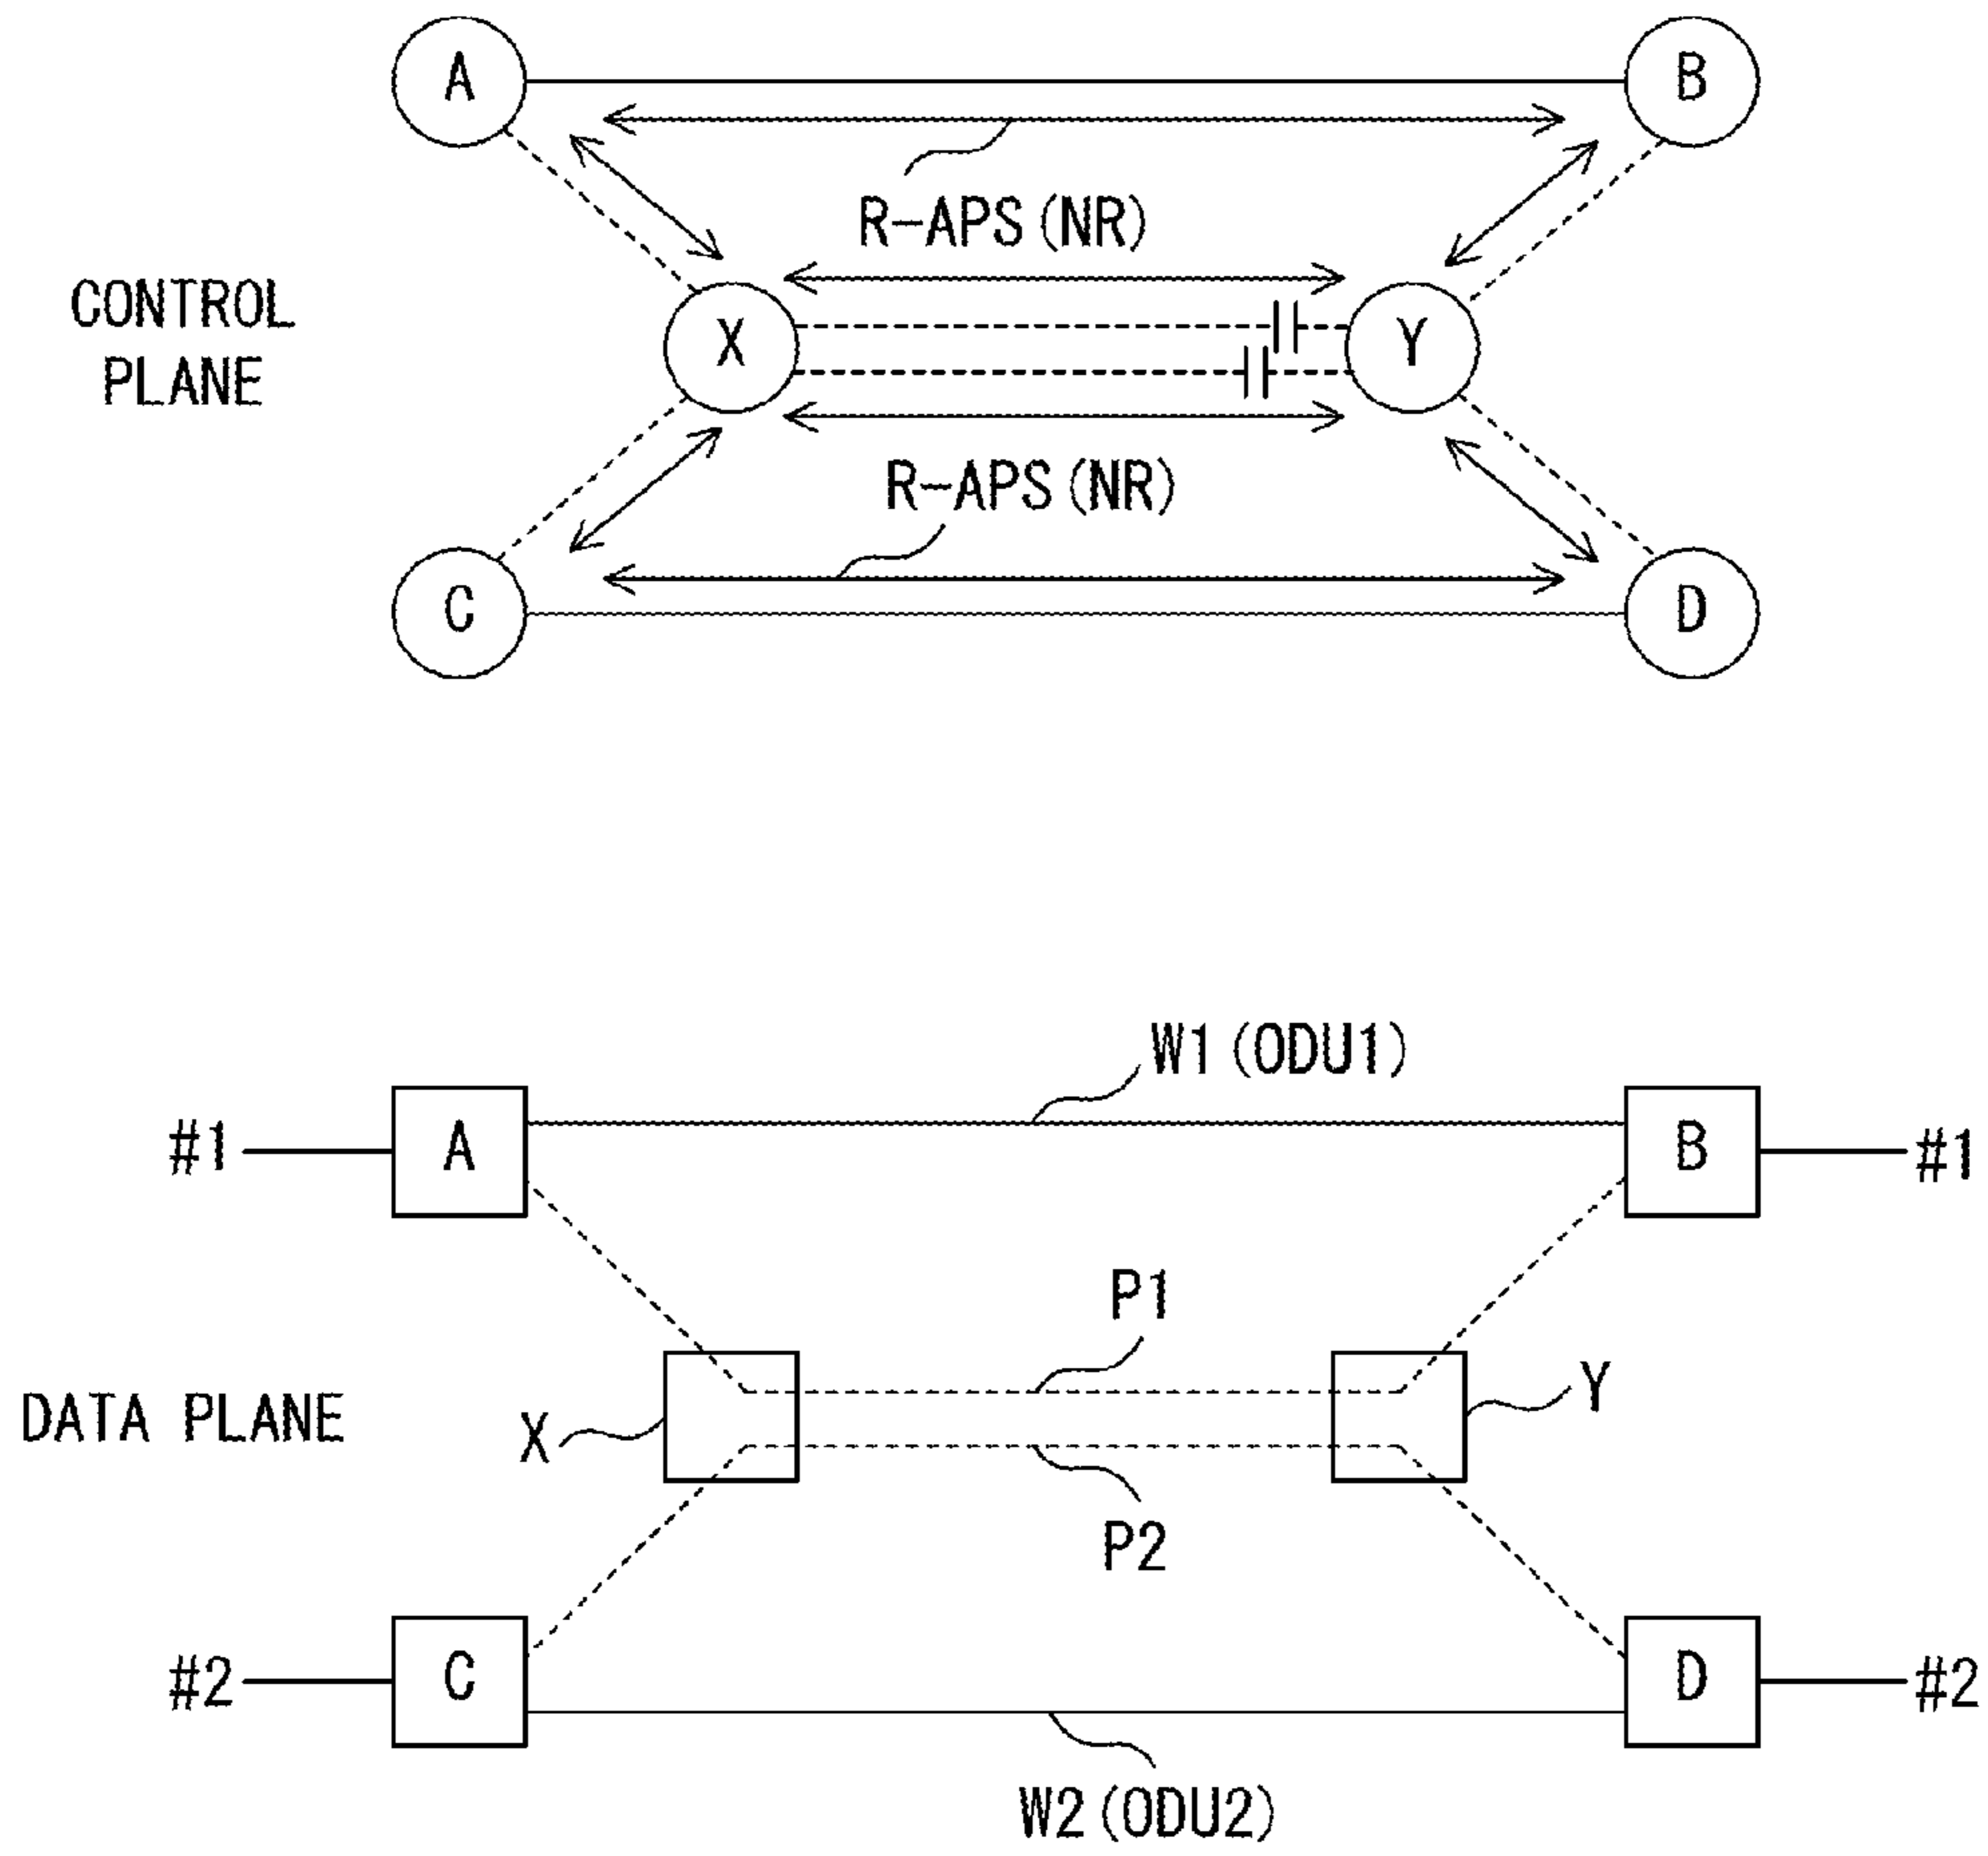 A
B
R-APS(NR)
CONTROL
PLANE
X
Y
R-APS(NR)
C
D
W1(ODU1)
#1
A
B
#1
P1
DATA PLANE
X
Y
P2
#2
C
D
#2
W2(ODU2)